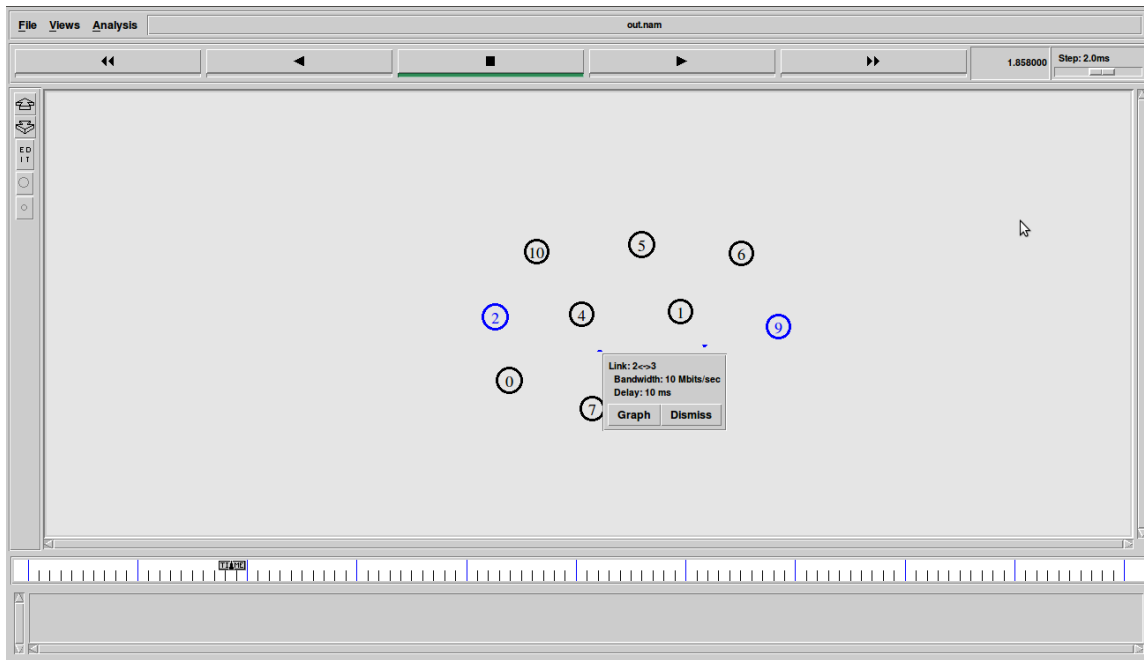 File Views Analysis out.nam
1.858000 Step: 2.0ms
ED
IT
10 5 6
2 4 1 9
Link: 2<->3
Bandwidth: 10 Mbits/sec
Delay: 10 ms
0
7 Graph Dismiss
TIME